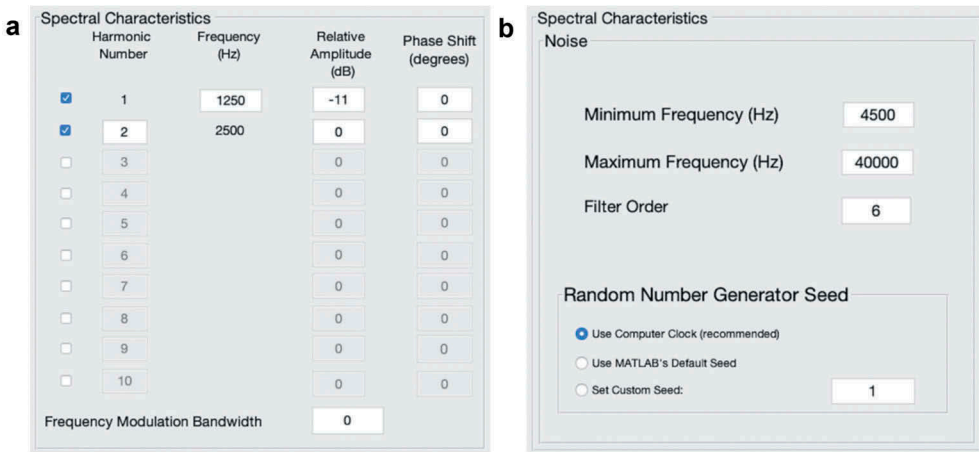 a
Spectral Characteristics
Harmonic Number
Frequency (Hz)
Relative Amplitude (dB)
Phase Shift (degrees)
1 1250 -11 0
2 2500 0 0
3 0 0
4 0 0
5 0 0
6 0 0
7 0 0
8 0 0
9 0 0
10 0 0
Frequency Modulation Bandwidth 0
b
Spectral Characteristics
Noise
Minimum Frequency (Hz) 4500
Maximum Frequency (Hz) 40000
Filter Order 6
Random Number Generator Seed
Use Computer Clock (recommended)
Use MATLAB's Default Seed
Set Custom Seed: 1